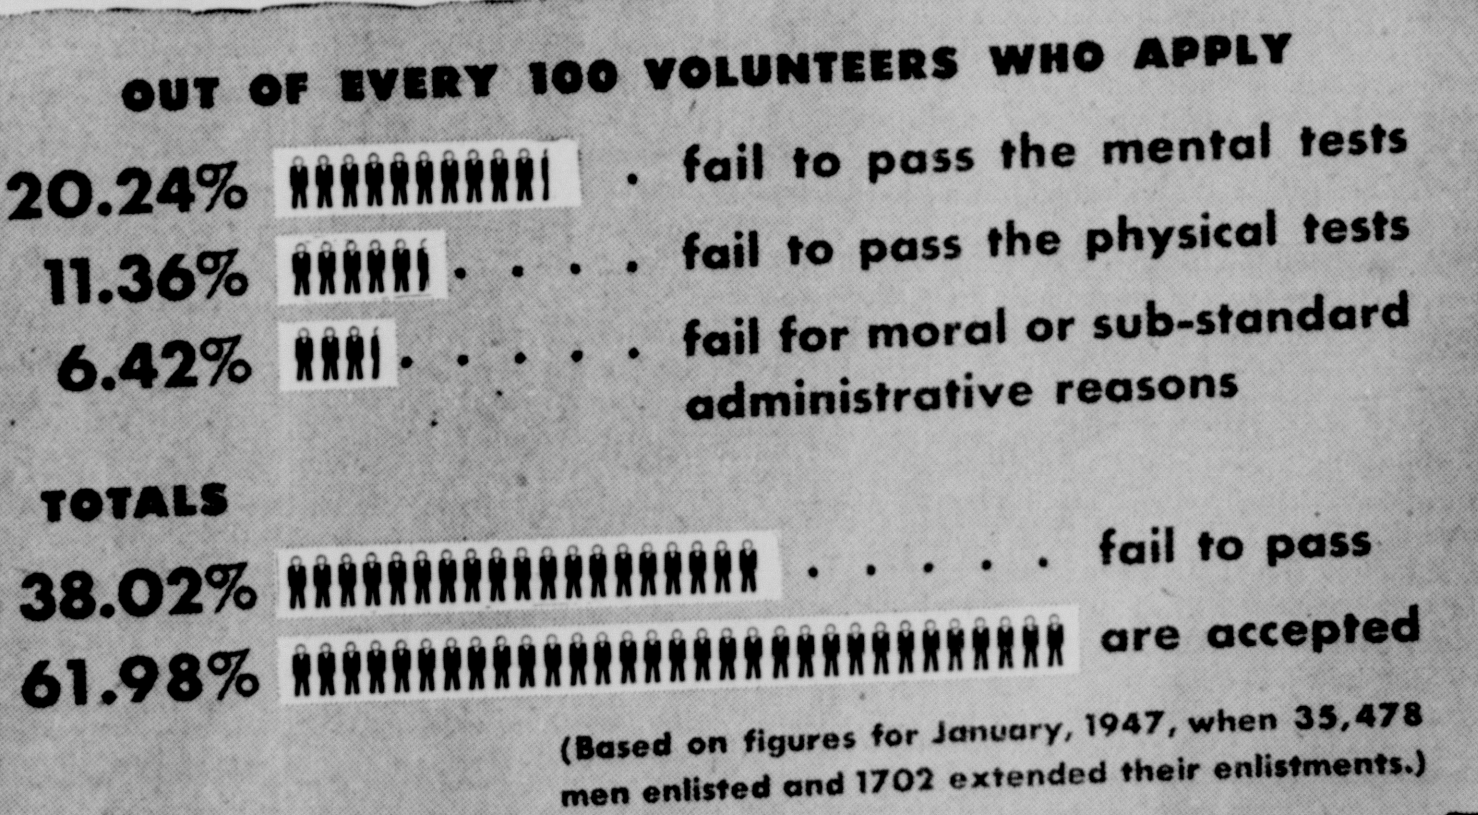 OUT OF EVERY 100 VOLUNTEERS WHO APPLY
20.24% . fail to pass the mental tests
11.36% . . . . fail to pass the physical tests
6.42% . . . . . fail for moral or sub-standard
administrative reasons
TOTALS
38.02% . . . . . fail to pass
61.98% are accepted
(Based on figures for January, 1947, when 35,478
men enlisted and 1702 extended their enlistments.)